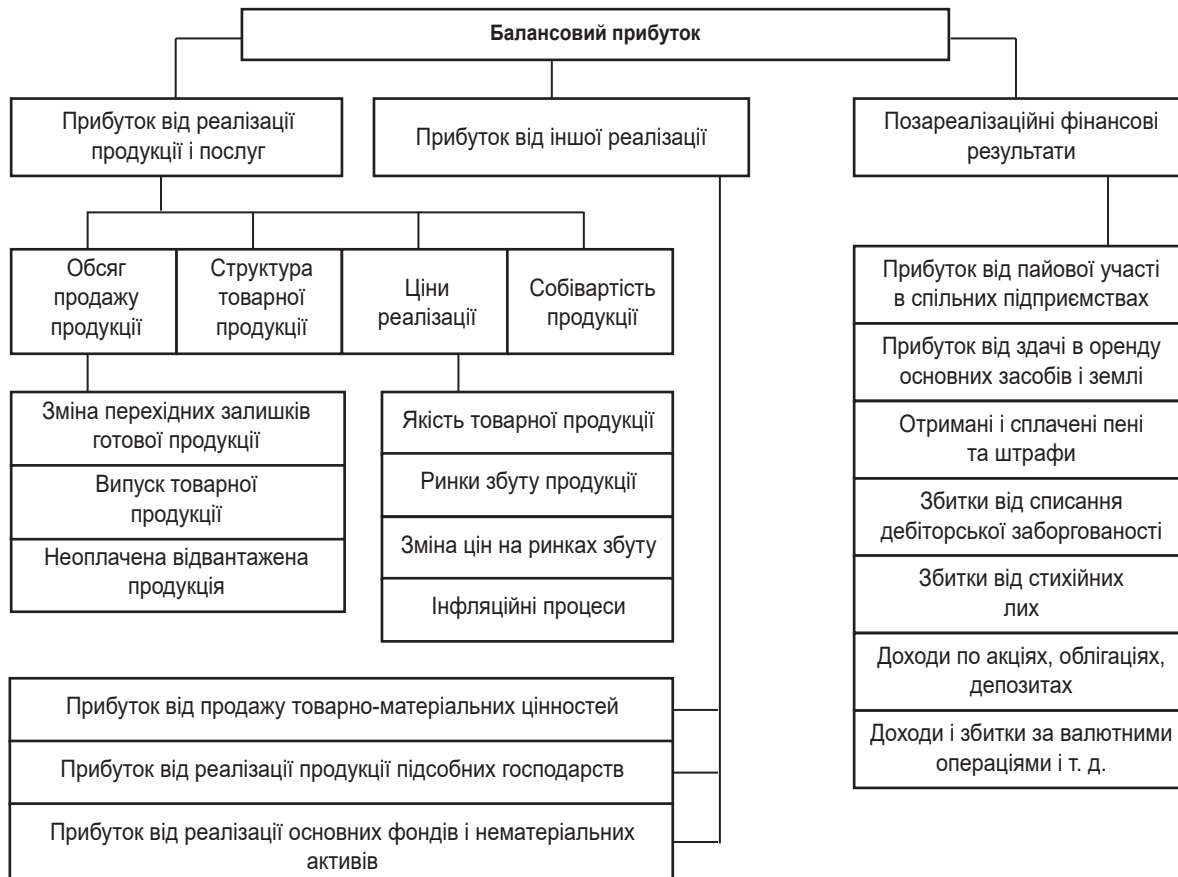 Балансовий прибуток
Прибуток від реалізації
продукції і послуг
Прибуток від іншої реалізації
Позареалізаційні фінансові
результати
Обсяг
продажу
продукції
Структура
товарної
продукції
Ціни
реалізації
Собівартість
продукції
Зміна перехідних залишків
готової продукції
Випуск товарної
продукції
Неоплачена відвантажена
продукція
Якість товарної продукції
Ринки збуту продукції
Зміна цін на ринках збуту
Інфляційні процеси
Прибуток від продажу товарно-матеріальних цінностей
Прибуток від реалізації продукції підсобних господарств
Прибуток від реалізації основних фондів і нематеріальних
активів
Прибуток від пайової участі
в спільних підприємствах
Прибуток від здачі в оренду
основних засобів і землі
Отримані і сплачені пені
та штрафи
Збитки від списання
дебіторської заборгованості
Збитки від стихійних
лих
Доходи по акціях, облігаціях,
депозитах
Доходи і збитки за валютними
операціями і т. д.